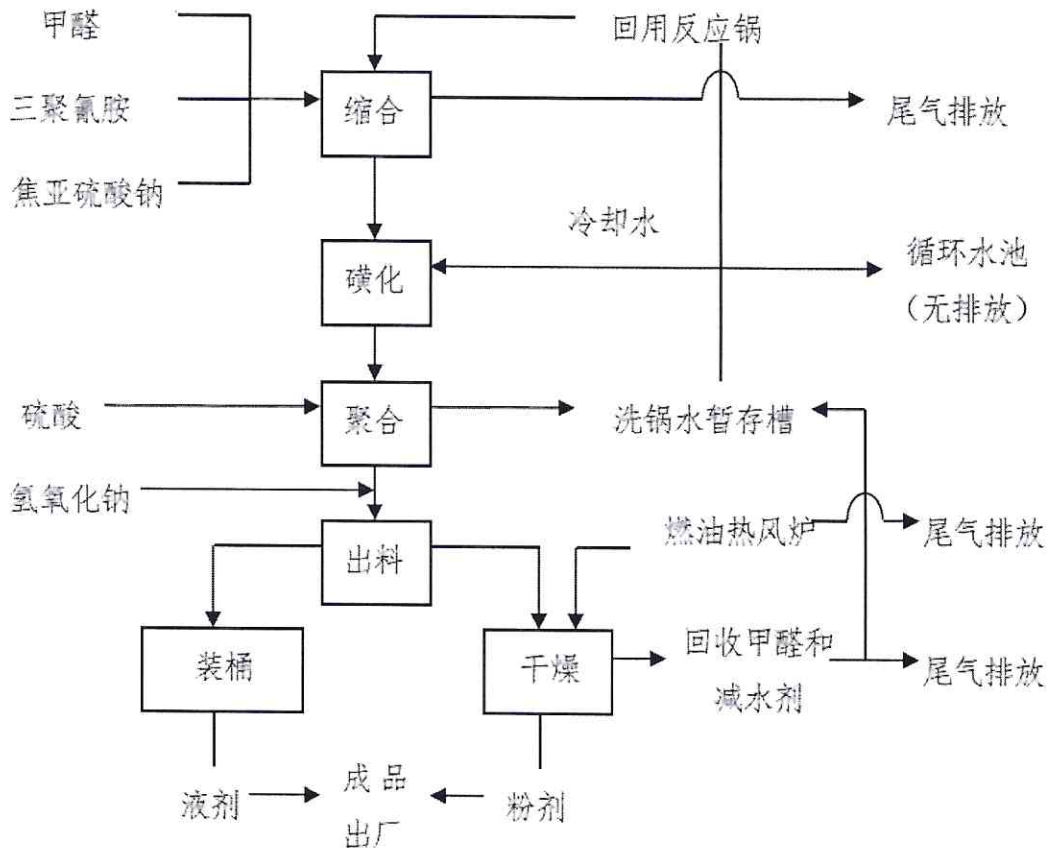 甲醛
回用反应锅
三聚氰胺
缩合
尾气排放
焦亚硫酸钠
冷却水
磺化
循环水池
（无排放）
硫酸
聚合
洗锅水暂存槽
氢氧化钠
出料
燃油热风炉
尾气排放
装桶
干燥
回收甲醛和
减水剂
尾气排放
液剂
成品
出厂
粉剂